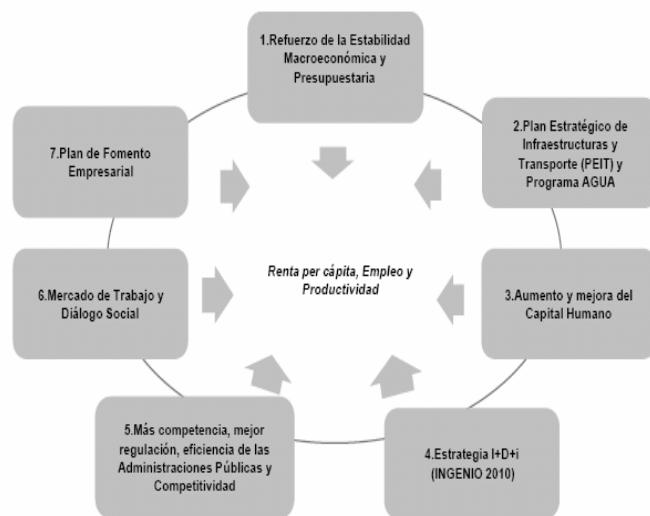 1.Refuerzo de la Estabilidad
Macroeconómica y
Presupuestaria
2.Plan Estratégico de
Infraestructuras y
Transporte (PEIT) y
Programa AGUA
3.Aumento y mejora del
Capital Humano
4.Estrategia I+D+i
(INGENIO 2010)
5.Más competencia, mejor
regulación, eficiencia de las
Administraciones Públicas y
Competitividad
6.Mercado de Trabajo y
Diálogo Social
7.Plan de Fomento
Empresarial
Renta per cápita, Empleo y
Productividad